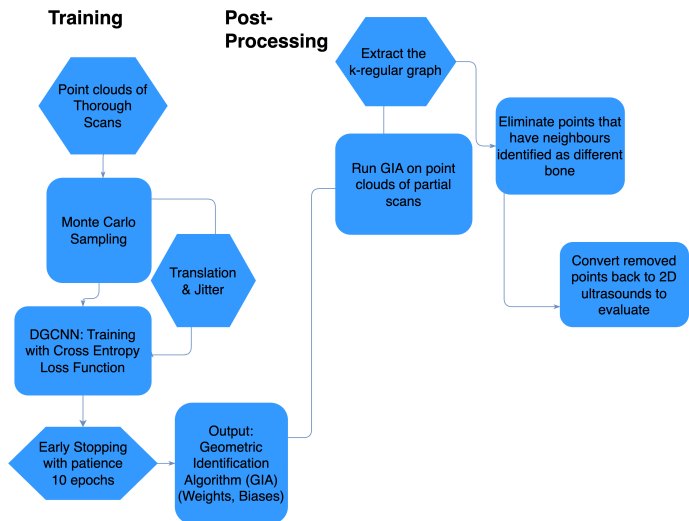 Training
Point clouds of
Thorough
Scans
Monte Carlo
Sampling
Translation
& Jitter
DGCNN: Training
with Cross Entropy
Loss Function
Early Stopping
with patience
10 epochs
Output:
Geometric
Identification
Algorithm (GIA)
(Weights, Biases)
Post-
Processing
Extract the
k-regular graph
Run GIA on point
clouds of partial
scans
Eliminate points that
have neighbours
identified as different
bone
Convert removed
points back to 2D
ultrasounds to
evaluate